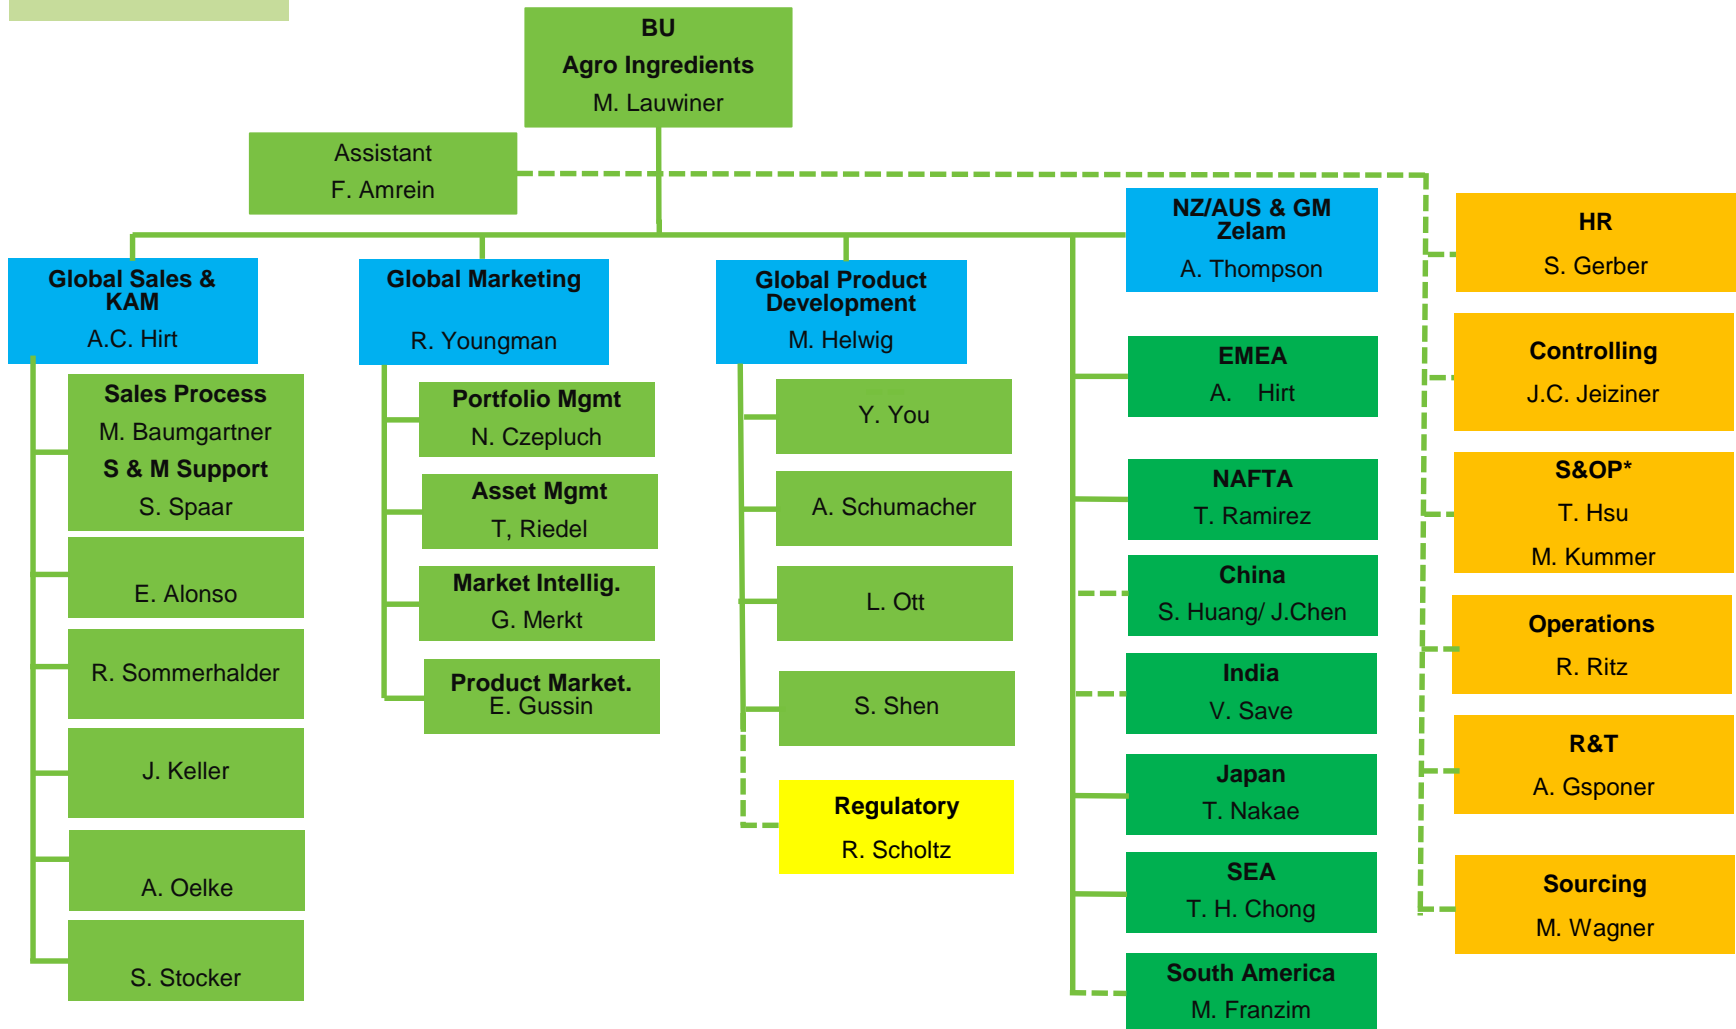 BU
Agro Ingredients
M. Lauwiner
Assistant
F. Amrein
Global Sales &
KAM
A.C. Hirt
Sales Process
M. Baumgartner
S & M Support
S. Spaar
E. Alonso
R. Sommerhalder
J. Keller
A. Oelke
S. Stocker
Global Marketing
R. Youngman
Portfolio Mgmt
N. Czepluch
Asset Mgmt
T, Riedel
Market Intellig.
G. Merkt
Product Market.
E. Gussin
Global Product
Development
M. Helwig
Y. You
A. Schumacher
L. Ott
S. Shen
Regulatory
R. Scholtz
NZ/AUS & GM
Zelam
A. Thompson
EMEA
A. Hirt
NAFTA
T. Ramirez
China
S. Huang/ J.Chen
India
V. Save
Japan
T. Nakae
SEA
T. H. Chong
South America
M. Franzim
HR
S. Gerber
Controlling
J.C. Jeiziner
S&OP*
T. Hsu
M. Kummer
Operations
R. Ritz
R&T
A. Gsponer
Sourcing
M. Wagner